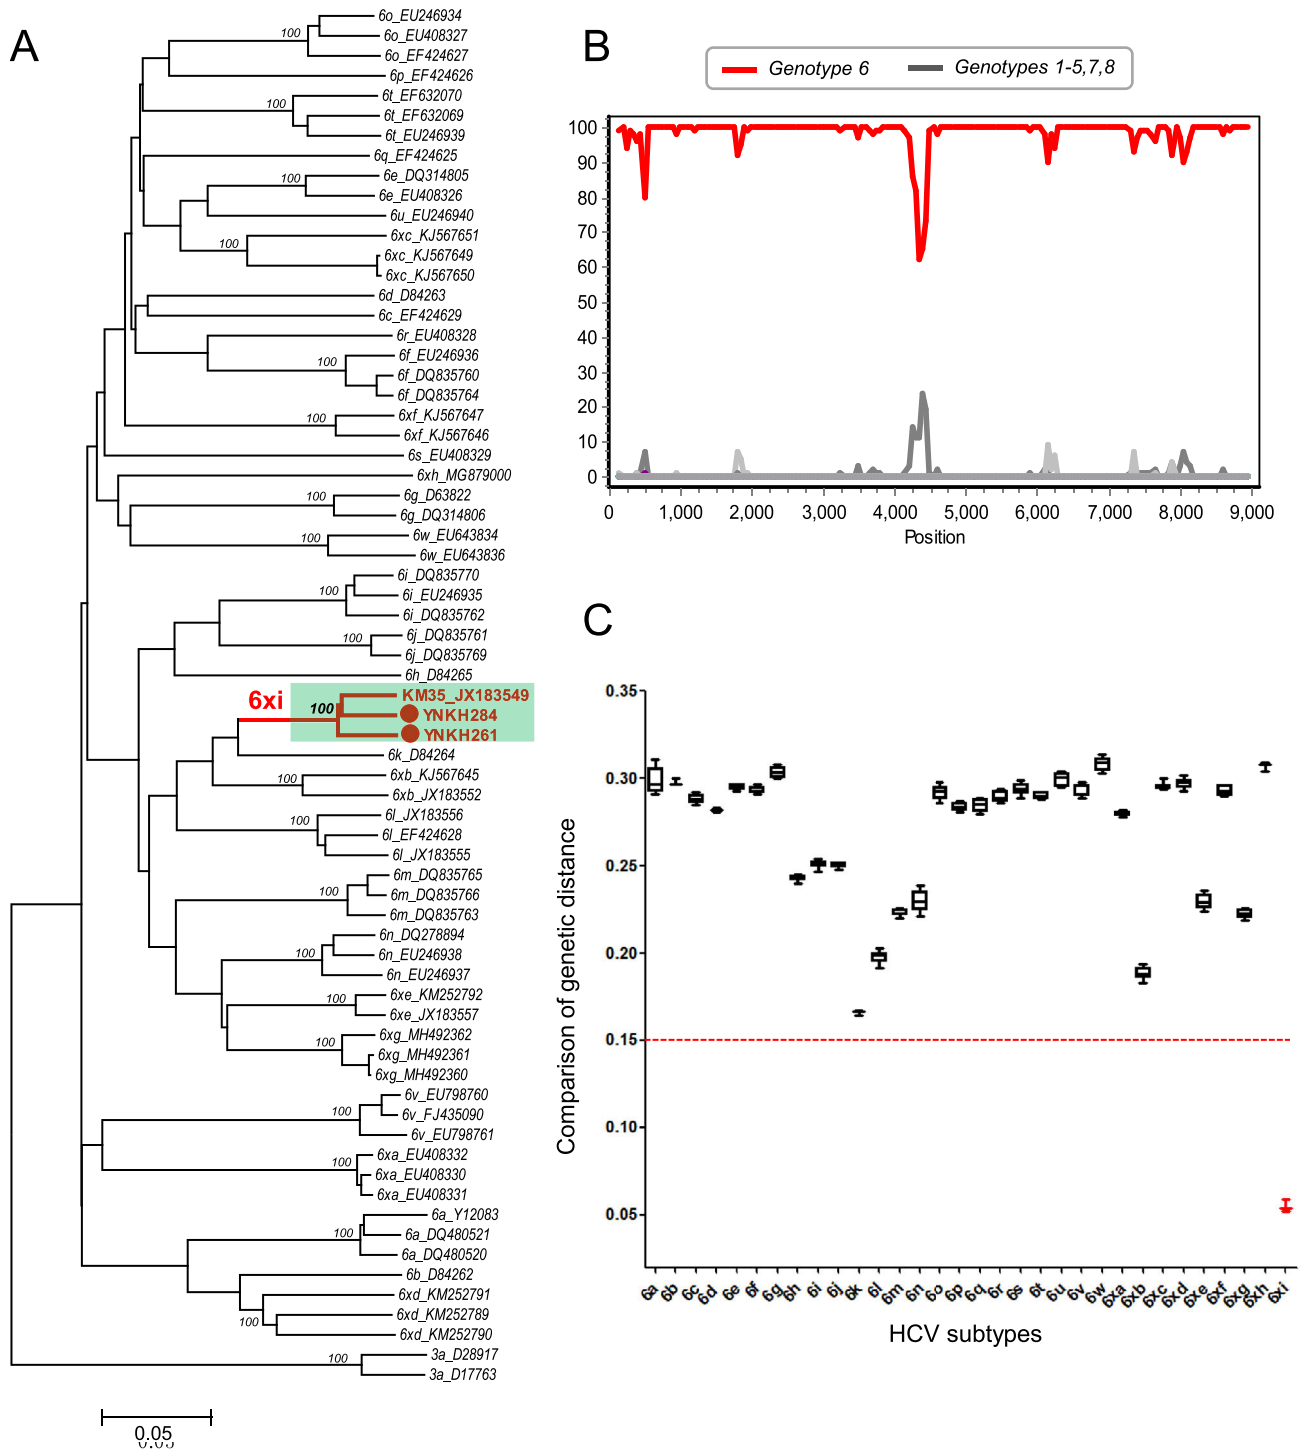 A
6o_EU246934
6o_EU408327
100
6o_EF424627
6p_EF424626
6t_EF632070
100
6t_EF632069
6t_EU246939
6q_EF424625
6e_DQ314805
100
6e_EU408326
6u_EU246940
6xc_KJ567651
100
6xc_KJ567649
6xc_KJ567650
6d_D84263
6c_EF424629
6r_EU408328
6f_EU246936
100
6f_DQ835760
6f_DQ835764
6xf_KJ567647
100
6xf_KJ567646
6s_EU408329
6xh_MG879000
6g_D63822
100
6g_DQ314806
6w_EU643834
100
6w_EU643836
6i_DQ835770
100
6i_EU246935
6i_DQ835762
6j_DQ835761
100
6j_DQ835769
6h_D84265
6xi
KM35_JX183549
100
YNKH284
YNKH261
6k_D84264
6xb_KJ567645
100
6xb_JX183552
6l_JX183556
100
6l_EF424628
6l_JX183555
6m_DQ835765
100
6m_DQ835766
6m_DQ835763
6n_DQ278894
100
6n_EU246938
6n_EU246937
6xe_KM252792
100
6xe_JX183557
6xg_MH492362
100
6xg_MH492361
6xg_MH492360
6v_EU798760
100
6v_FJ435090
6v_EU798761
6xa_EU408332
100
6xa_EU408330
6xa_EU408331
6a_Y12083
100
6a_DQ480521
6a_DQ480520
6b_D84262
6xd_KM252791
6xd_KM252789
100
6xd_KM252790
3a_D28917
100
3a_D17763
0.05
0.05
B
Genotype 6 Genotypes 1-5,7,8
100
90
80
70
60
50
40
30
20
10
0
0 1,000 2,000 3,000 4,000 5,000 6,000 7,000 8,000 9,000
Position
C
Comparison of genetic distance
0.35
0.30
0.25
0.20
0.15
0.10
0.05
6a 6b 6c 6d 6e 6f 6g 6h 6i 6j 6k 6l 6m 6n 6o 6p 6q 6r 6s 6t 6u 6v 6w 6xa 6xb 6xc 6xd 6xe 6xf 6xg 6xh 6xi
HCV subtypes